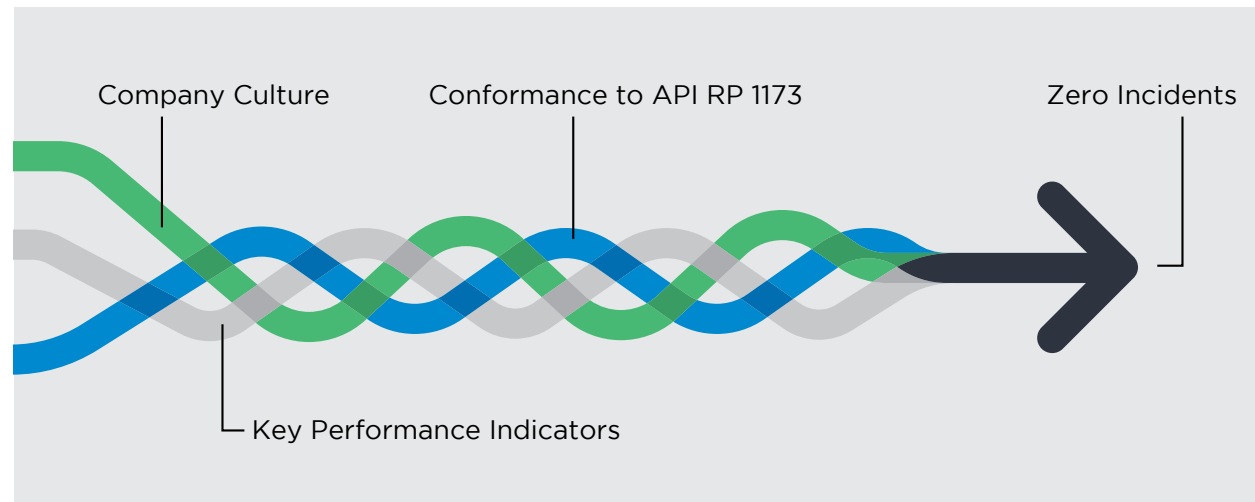 Company Culture
Conformance to API RP 1173
Zero Incidents
Key Performance Indicators